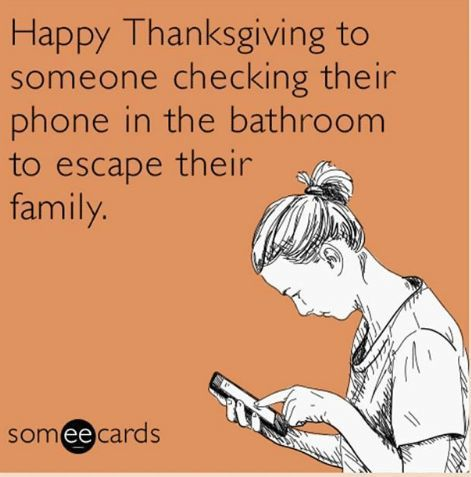 Happy Thanksgiving to
someone checking their
phone in the bathroom
to escape their
family.
someecards